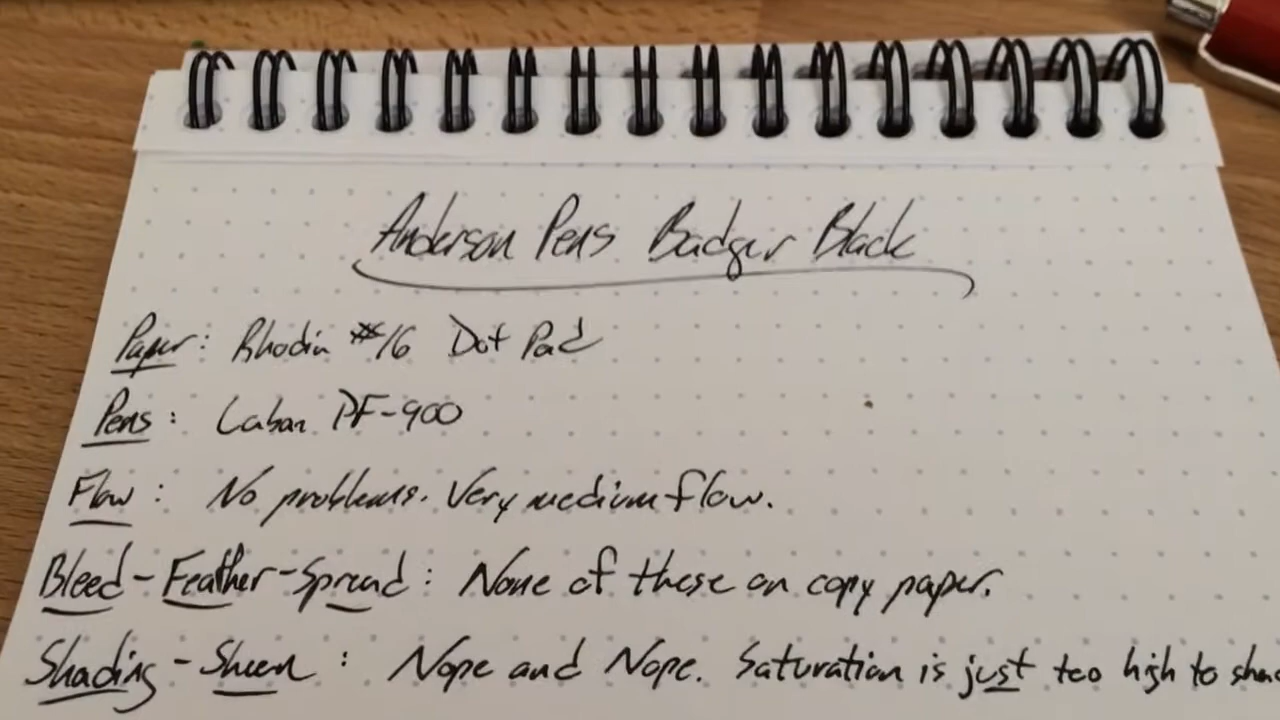 Anderson Pens Badger Black
Paper: Rhodia #16 Dot Pad
Pens: Laban PF-900
Flow: No problems. Very medium flow.
Bleed-Feather-Spread: None of these on copy paper.
Shading-Sheen: Nope and Nope. Saturation is just too high to